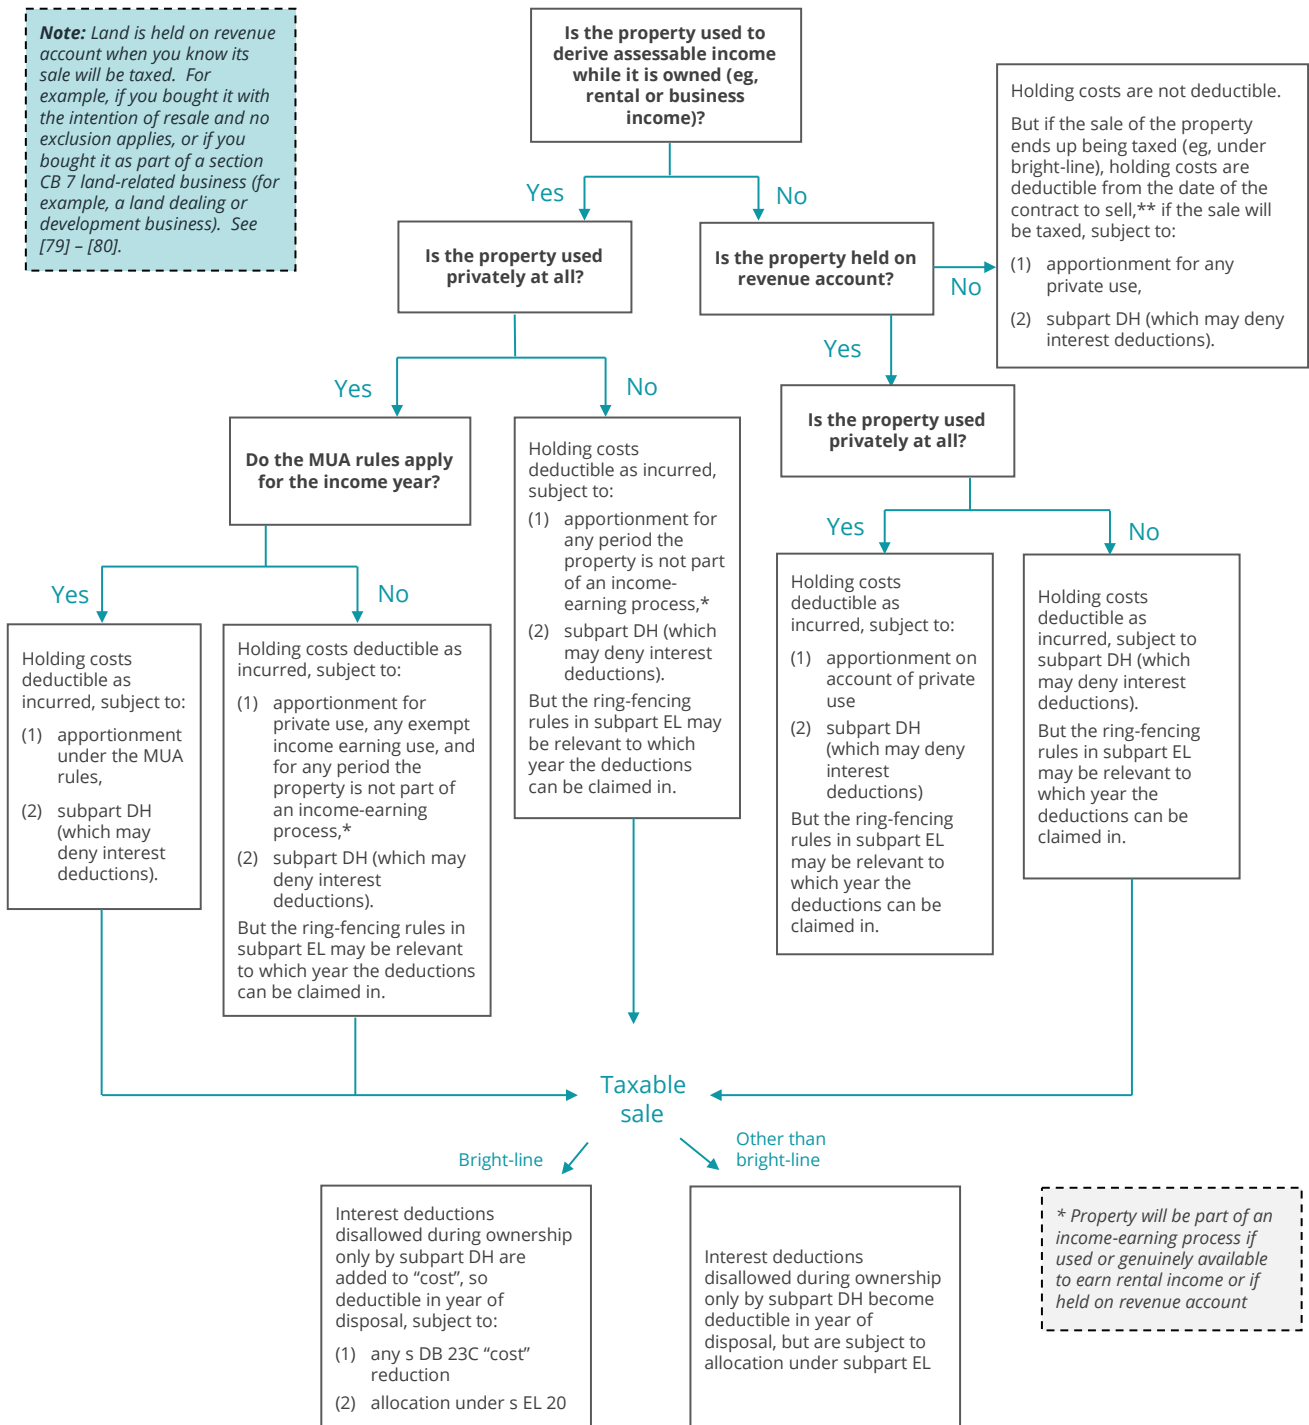 Note: Land is held on revenue
account when you know its
sale will be taxed. For
example, if you bought it with
the intention of resale and no
exclusion applies, or if you
bought it as part of a section
CB 7 land-related business (for
example, a land dealing or
development business). See
[79] – [80].
Is the property used to
derive assessable income
while it is owned (eg,
rental or business
income)?
Yes
No
Is the property used
privately at all?
Is the property held on
revenue account?
No
Holding costs are not deductible.
But if the sale of the property
ends up being taxed (eg, under
bright-line), holding costs are
deductible from the date of the
contract to sell,** if the sale will
be taxed, subject to:
(1) apportionment for any
private use,
(2) subpart DH (which may deny
interest deductions).
Yes
No
Yes
Do the MUA rules apply
for the income year?
Holding costs
deductible as incurred,
subject to:
(1) apportionment for
any period the
property is not part
of an income-
earning process,*
(2) subpart DH (which
may deny interest
deductions).
But the ring-fencing
rules in subpart EL may
be relevant to which
year the deductions
can be claimed in.
Is the property used
privately at all?
Yes
No
Yes
No
Holding costs
deductible as
incurred, subject to:
(1) apportionment
under the MUA
rules,
(2) subpart DH
(which may
deny interest
deductions).
Holding costs deductible as
incurred, subject to:
(1) apportionment for
private use, any exempt
income earning use, and
for any period the
property is not part of
an income-earning
process,*
(2) subpart DH (which may
deny interest
deductions).
But the ring-fencing rules in
subpart EL may be relevant
to which year the deductions
can be claimed in.
Holding costs
deductible as
incurred, subject to:
(1) apportionment on
account of private
use
(2) subpart DH
(which may deny
interest
deductions)
But the ring-fencing
rules in subpart EL
may be relevant to
which year the
deductions can be
claimed in.
Holding costs
deductible as
incurred, subject to
subpart DH (which
may deny interest
deductions).
But the ring-fencing
rules in subpart EL
may be relevant to
which year the
deductions can be
claimed in.
Taxable
sale
Bright-line
Other than
bright-line
Interest deductions
disallowed during ownership
only by subpart DH are
added to “cost”, so
deductible in year of
disposal, subject to:
(1) any s DB 23C “cost”
reduction
(2) allocation under s EL 20
Interest deductions
disallowed during ownership
only by subpart DH become
deductible in year of
disposal, but are subject to
allocation under subpart EL
* Property will be part of an
income-earning process if
used or genuinely available
to earn rental income or if
held on revenue account